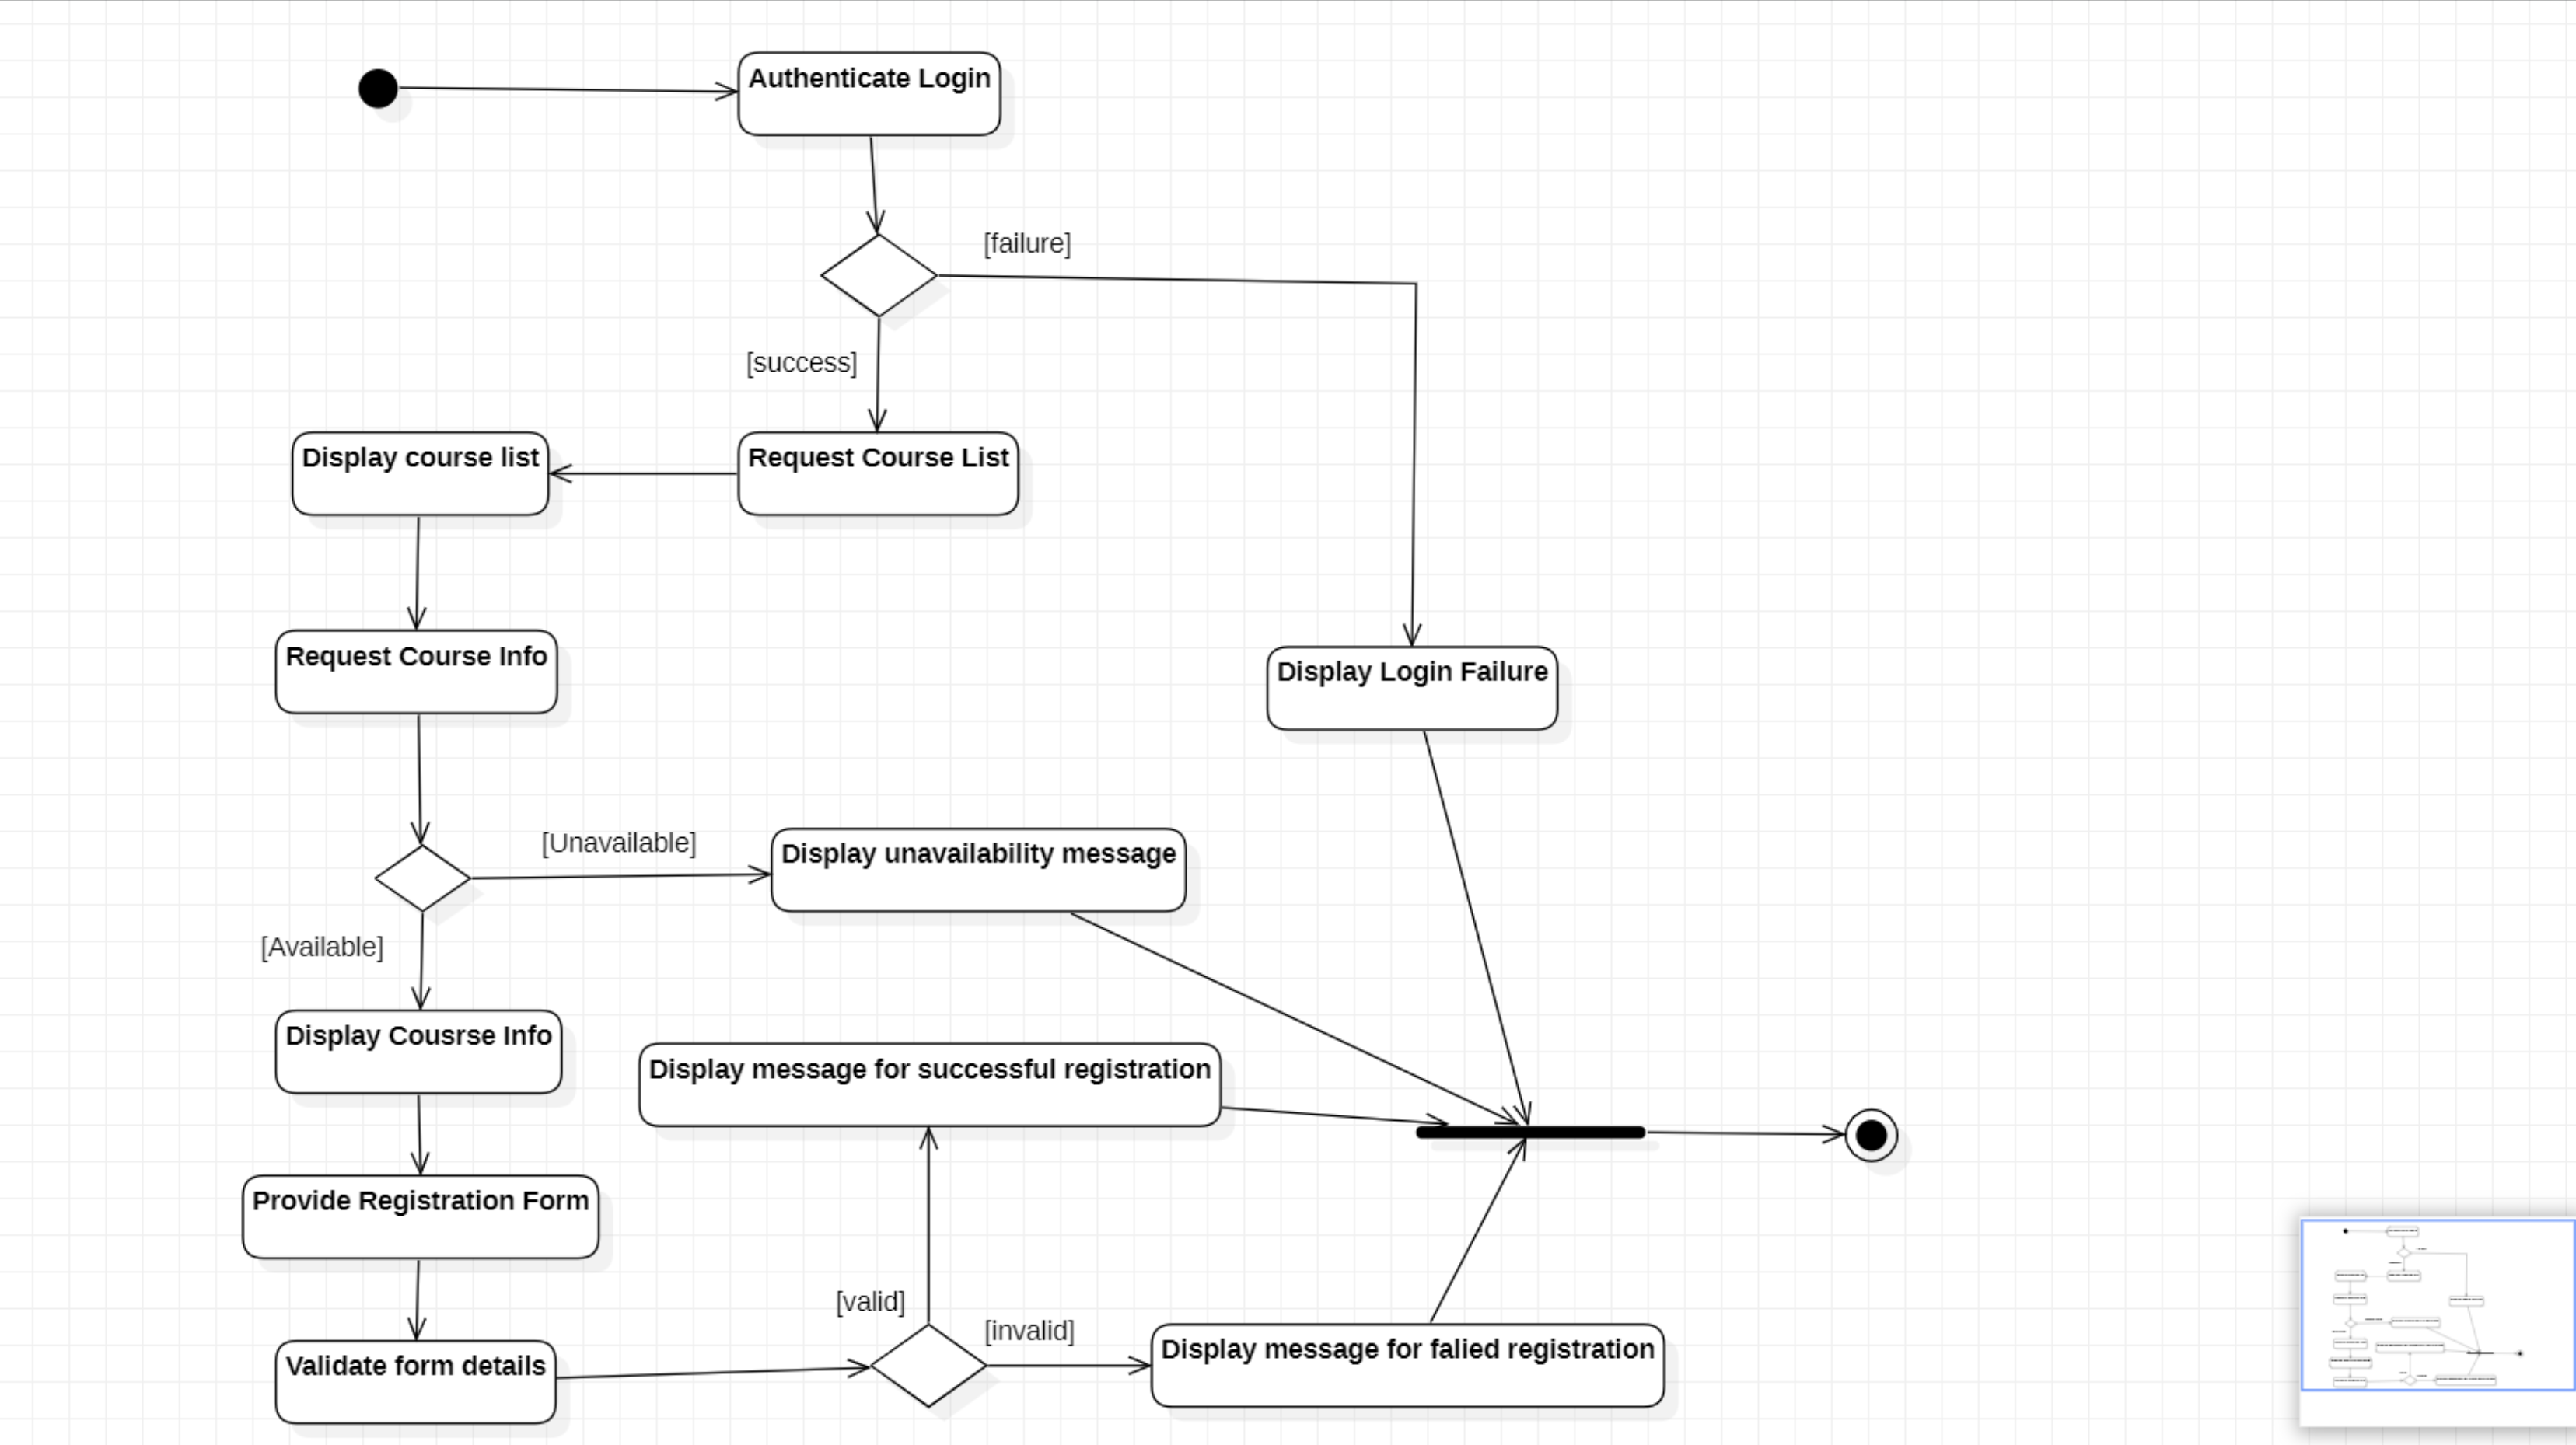 Authenticate Login
[failure]
[success]
Display course list
Request Course List
Request Course Info
Display Login Failure
[Unavailable]
Display unavailability message
[Available]
Display Cousrse Info
Display message for successful registration
Provide Registration Form
[valid]
[invalid]
Validate form details
Display message for falied registration